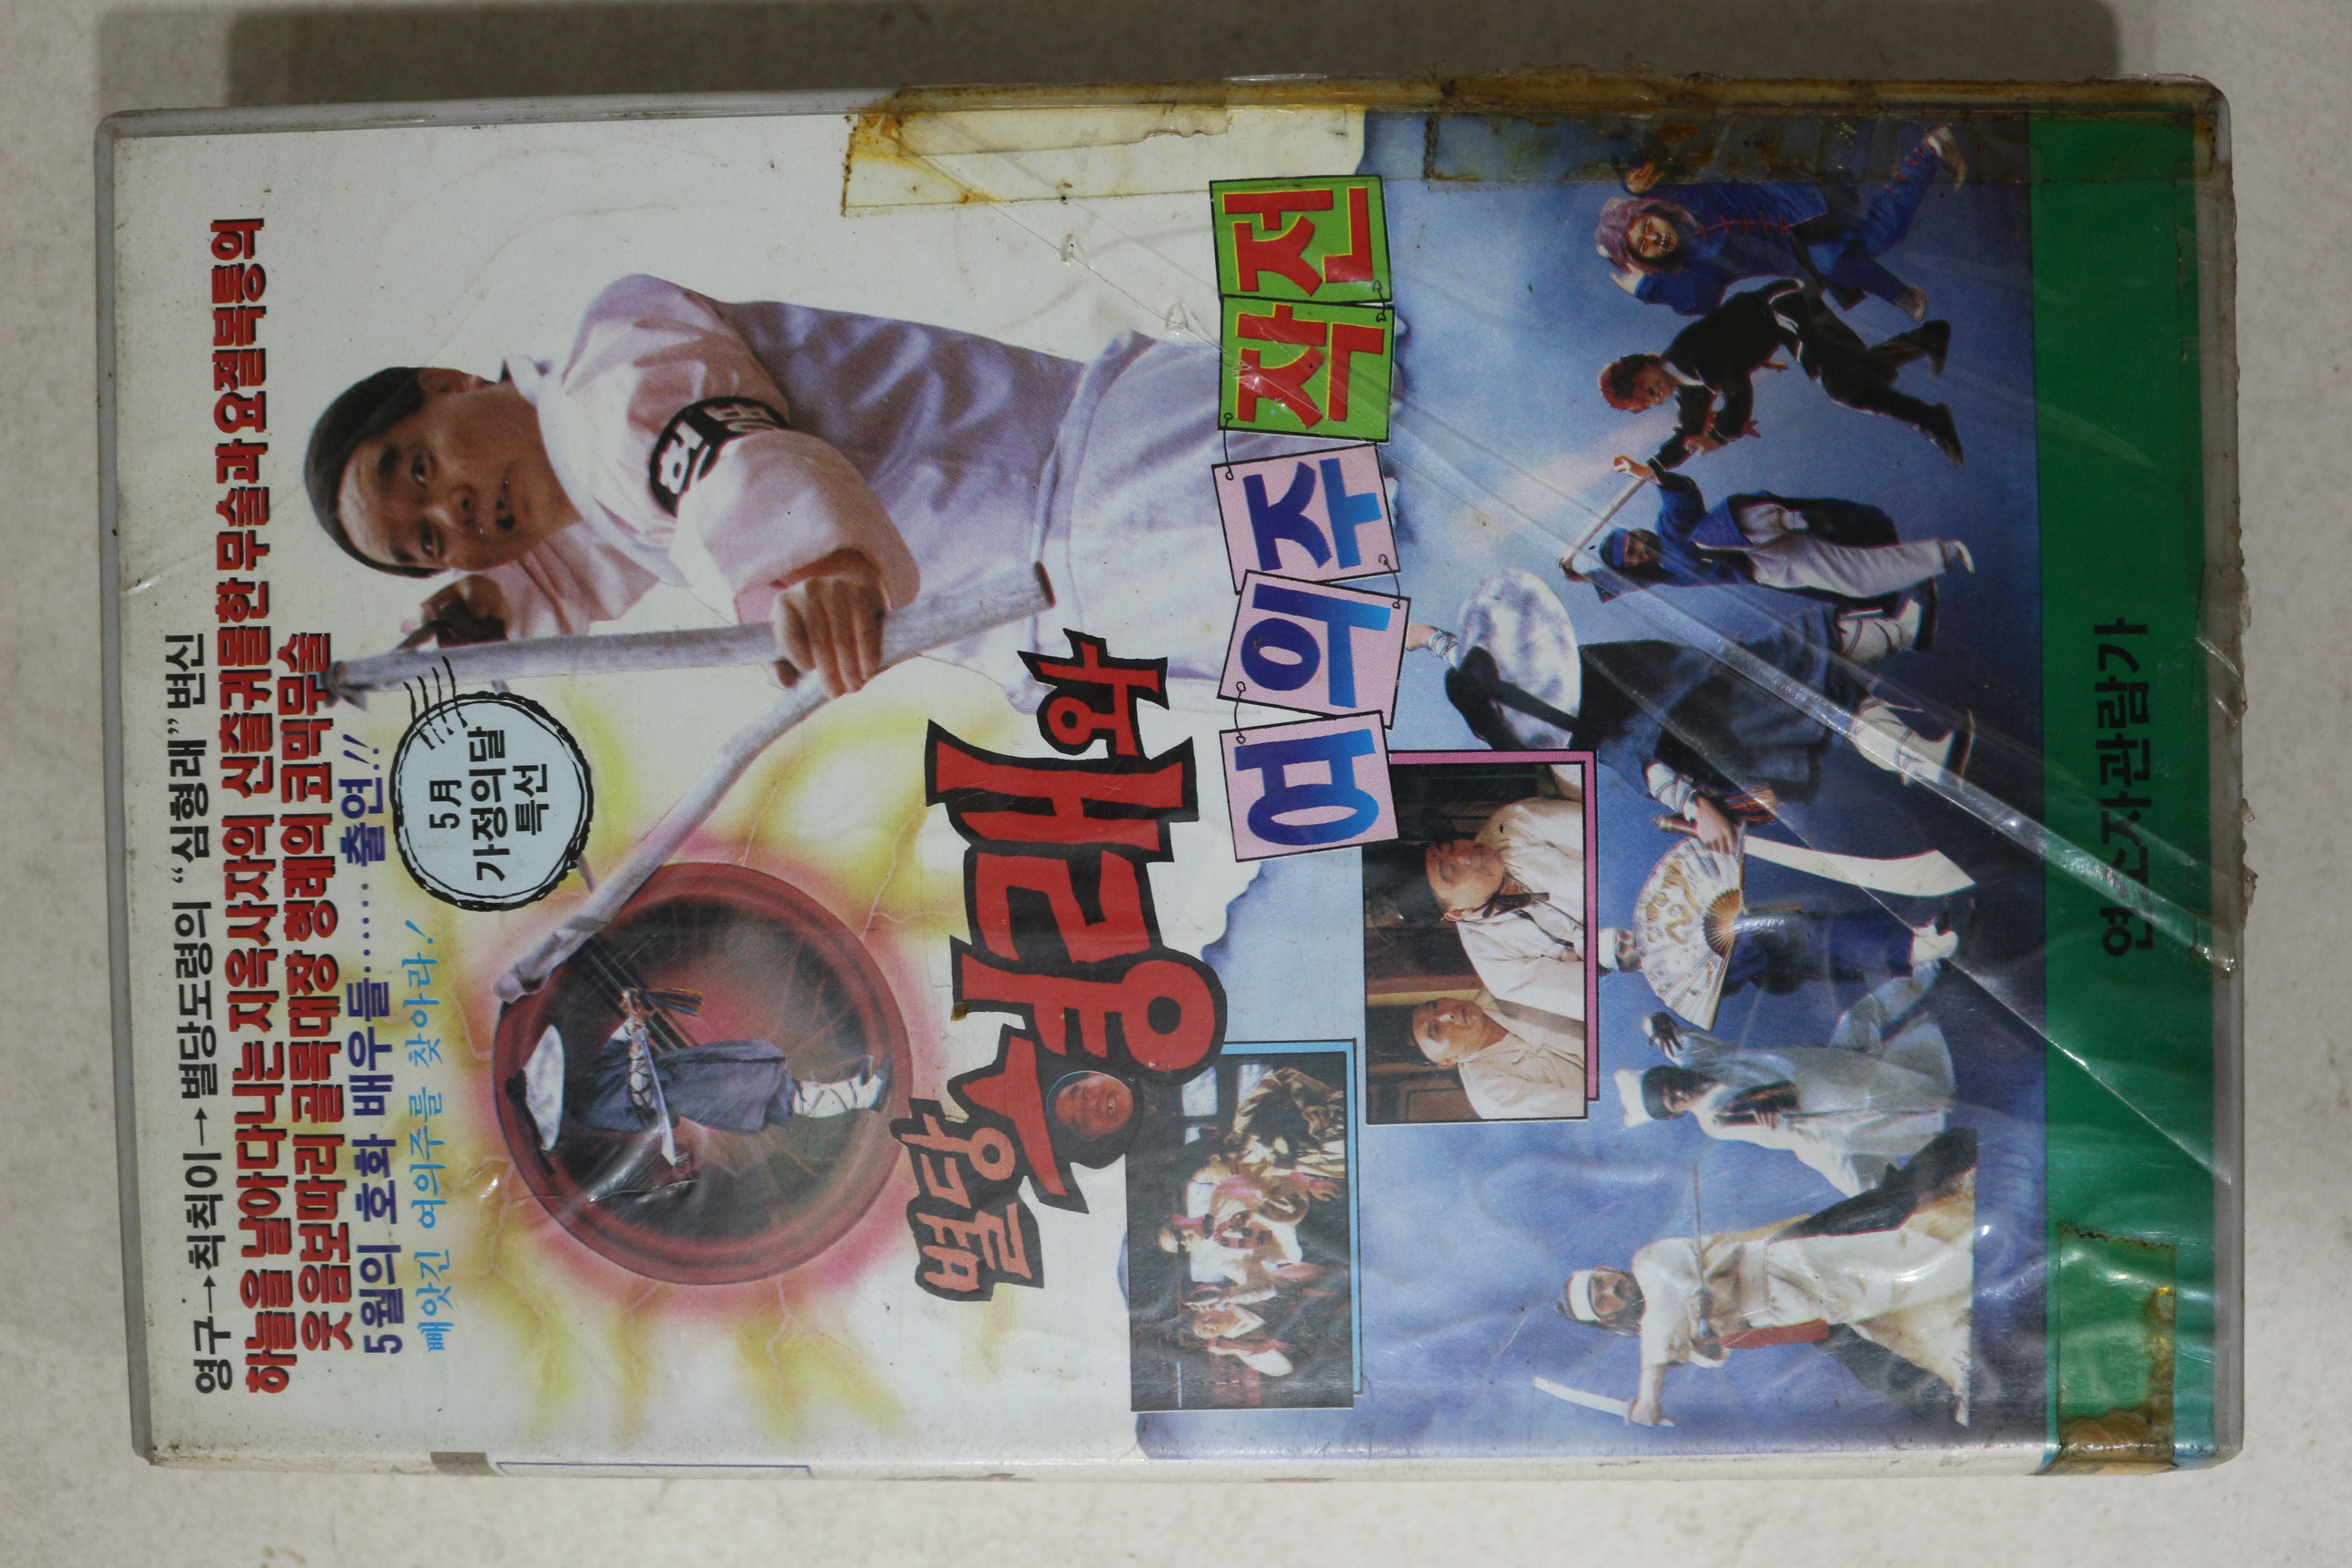 영구→칙칙이→별당도령의 “심형래” 변신
하늘을 날아다니는 지옥사자의 신출귀몰한 무술과 요절복통의
웃음보따리 골목대장 형래의 코믹무술
5월의 호화 배우들…… 출연!!
빼앗긴 여의주를 찾아라!
5月
가정의달
특선
별당
형래와
여의주 작전
연소자관람가